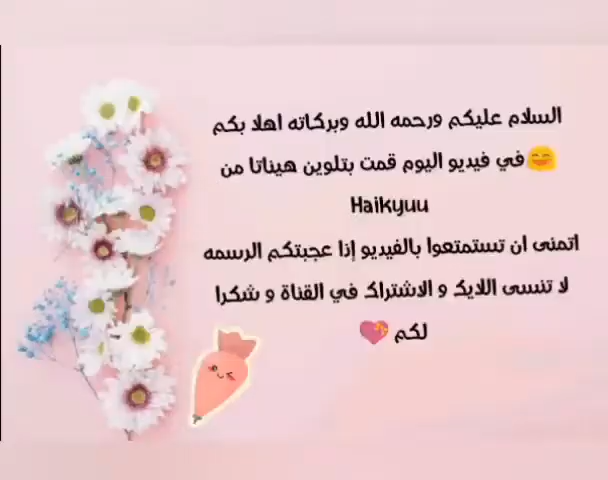 السلام عليكم ورحمه الله وبركاته اهلا بكم
😊في فيديو اليوم قمت بتلوين هيناتا من
Haikyuu
اتمنى ان تستمتعوا بالفيديو إذا عجبتكم الرسمه
لا تنسى اللايك و الاشتراك في القناة و شكرا
لكم 💝